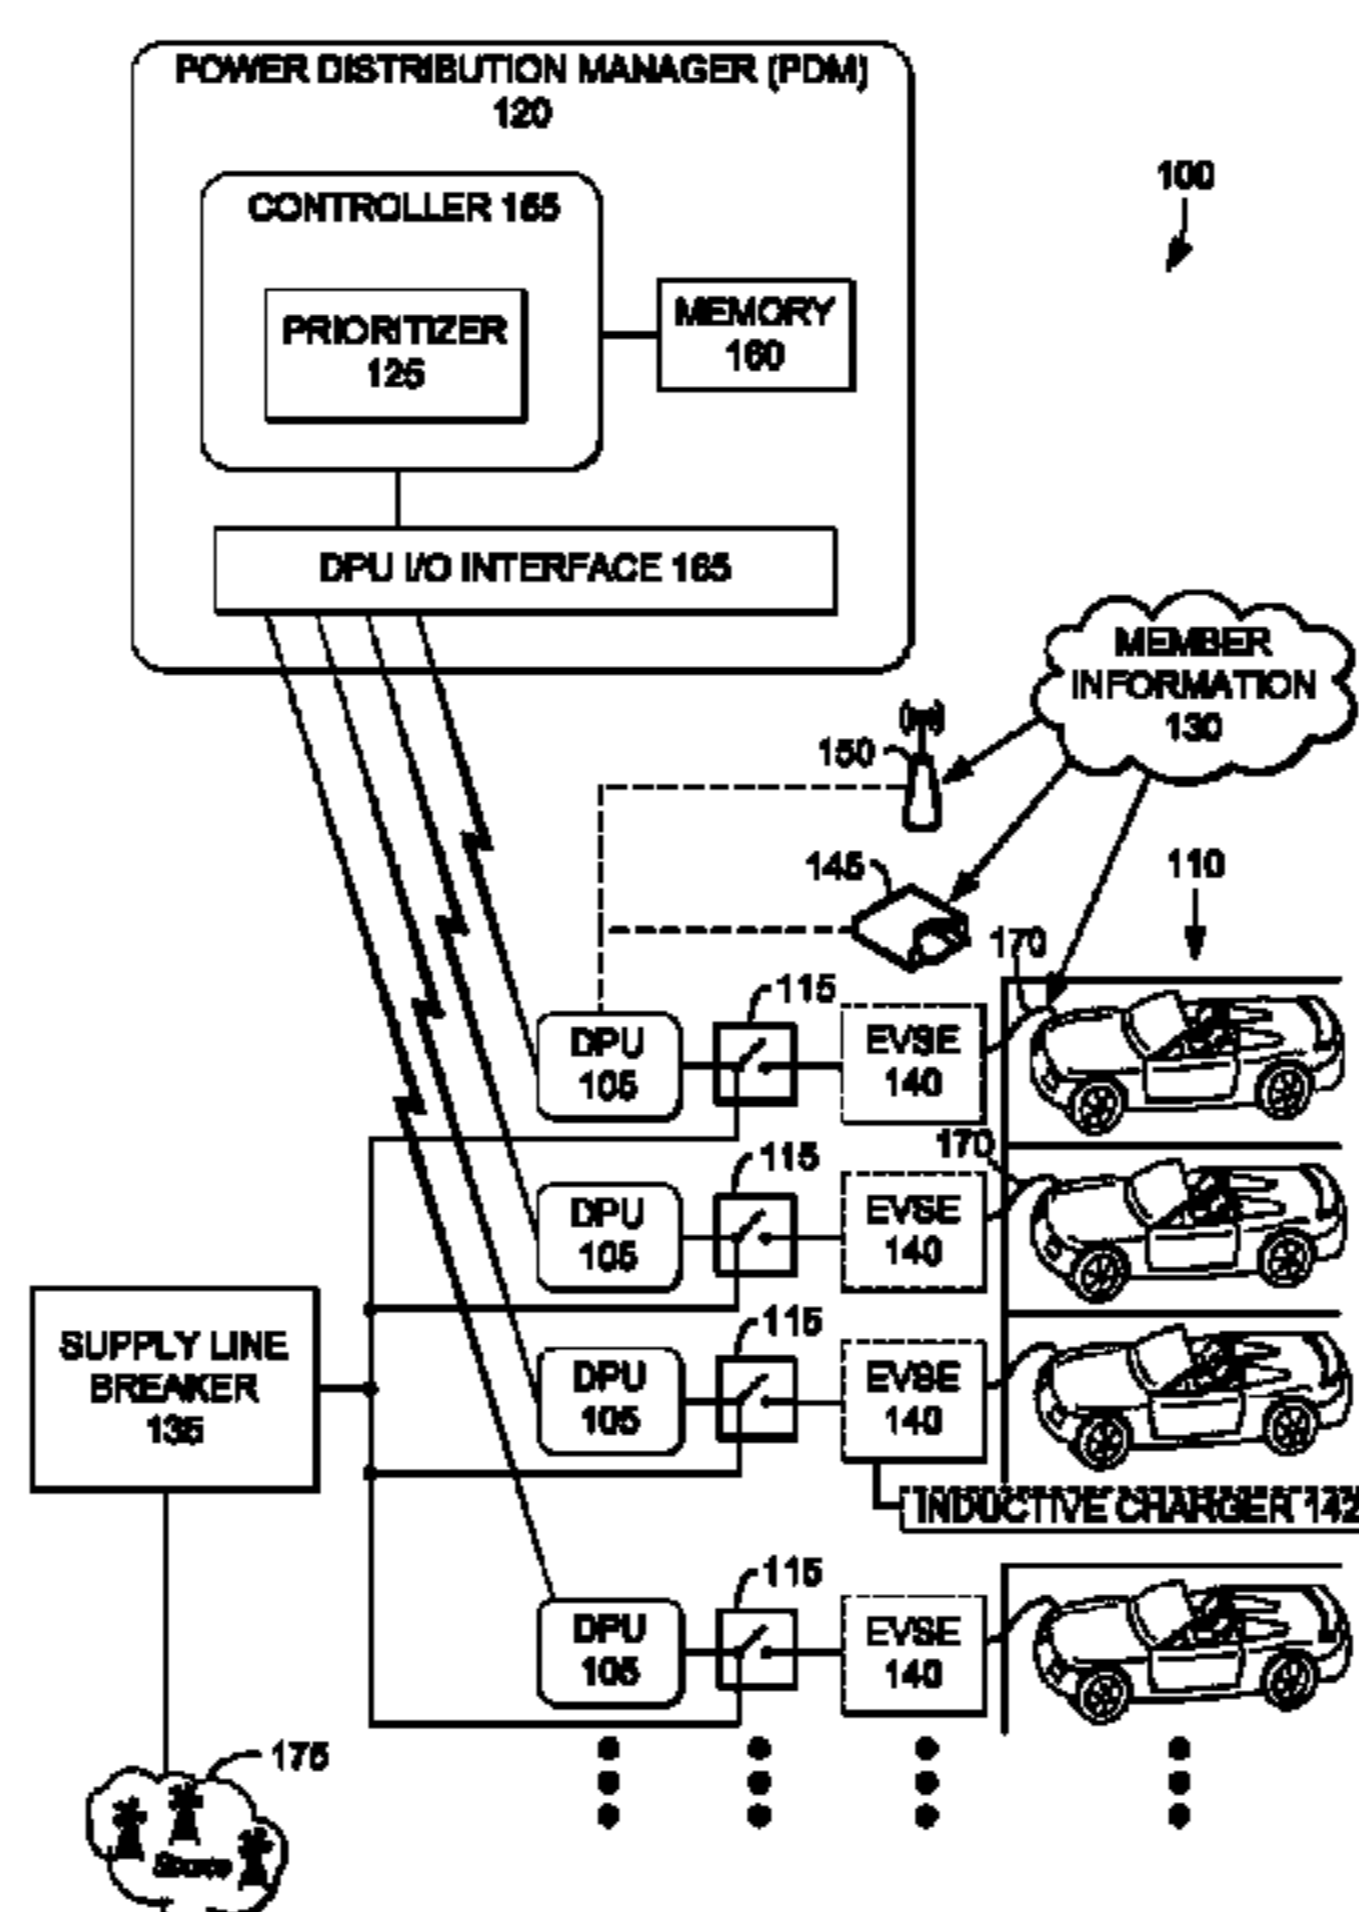 POWER DISTRIBUTION MANAGER (PDM)
120
CONTROLLER 155
PRIORITIZER
125
MEMORY
160
100
DPU I/O INTERFACE 165
MEMBER
INFORMATION
130
150
145
110
170
115
DPU
105
EVSE
140
170
115
DPU
105
EVSE
140
SUPPLY LINE
BREAKER
135
115
DPU
105
EVSE
140
INDUCTIVE CHARGER 142
115
DPU
105
EVSE
140
175
Source